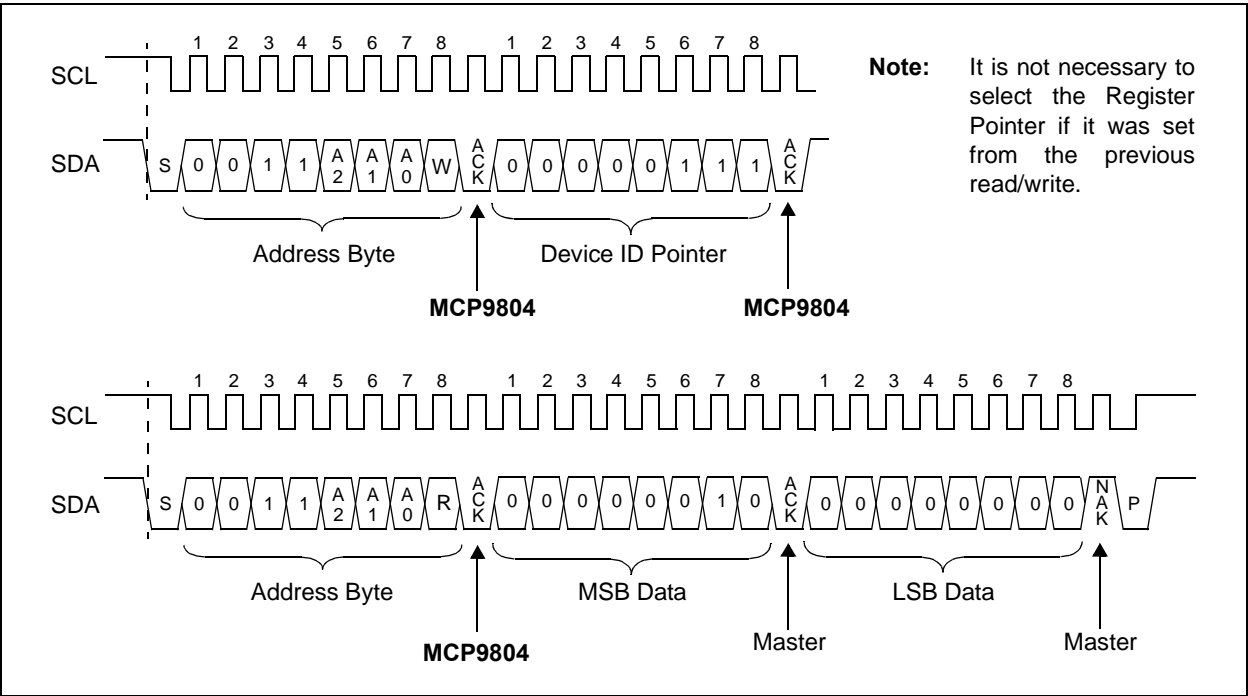 1 2 3 4 5 6 7 8 1 2 3 4 5 6 7 8
SCL
SDA
S 0 0 1 1 A2 A1 A0 W ACK 0 0 0 0 0 1 1 1 ACK
Address Byte Device ID Pointer
MCP9804 MCP9804
Note: It is not necessary to
select the Register
Pointer if it was set
from the previous
read/write.
1 2 3 4 5 6 7 8 1 2 3 4 5 6 7 8 1 2 3 4 5 6 7 8
SCL
SDA
S 0 0 1 1 A2 A1 A0 R ACK 0 0 0 0 0 0 1 0 ACK 0 0 0 0 0 0 0 0 NAK P
Address Byte MSB Data LSB Data
MCP9804 Master Master